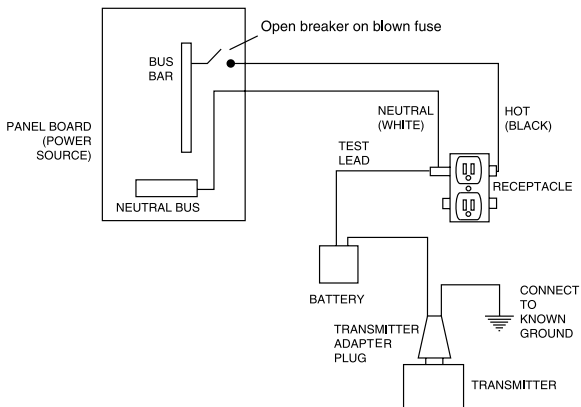 Open breaker on blown fuse
BUS
BAR
PANEL BOARD
(POWER
SOURCE)
NEUTRAL BUS
NEUTRAL
(WHITE)
HOT
(BLACK)
TEST
LEAD
RECEPTACLE
BATTERY
CONNECT
TO
KNOWN
GROUND
TRANSMITTER
ADAPTER
PLUG
TRANSMITTER